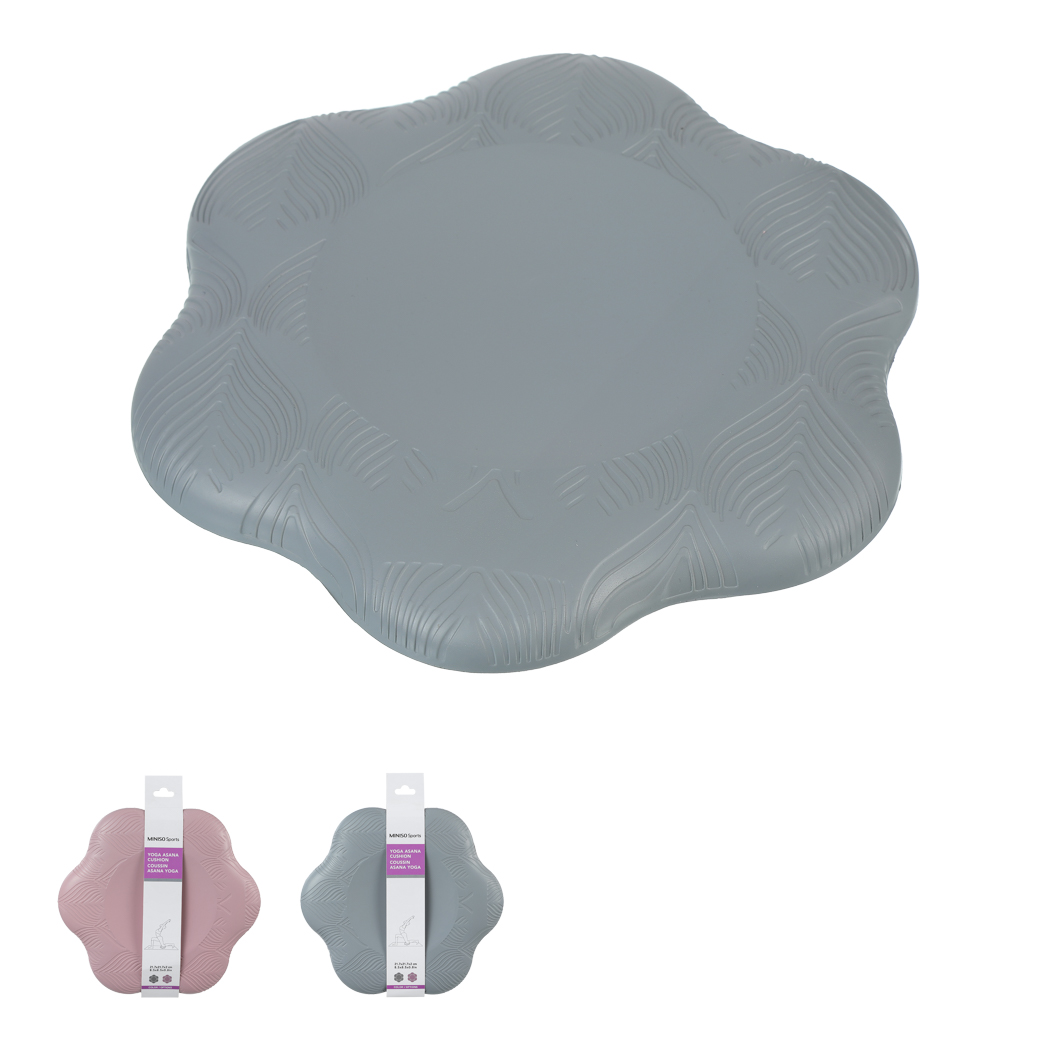 MINISO Sports
YOGA ASANA
CUSHION
COUSSIN
ASANA YOGA
MINISO Sports
YOGA ASANA
CUSHION
COUSSIN
ASANA YOGA